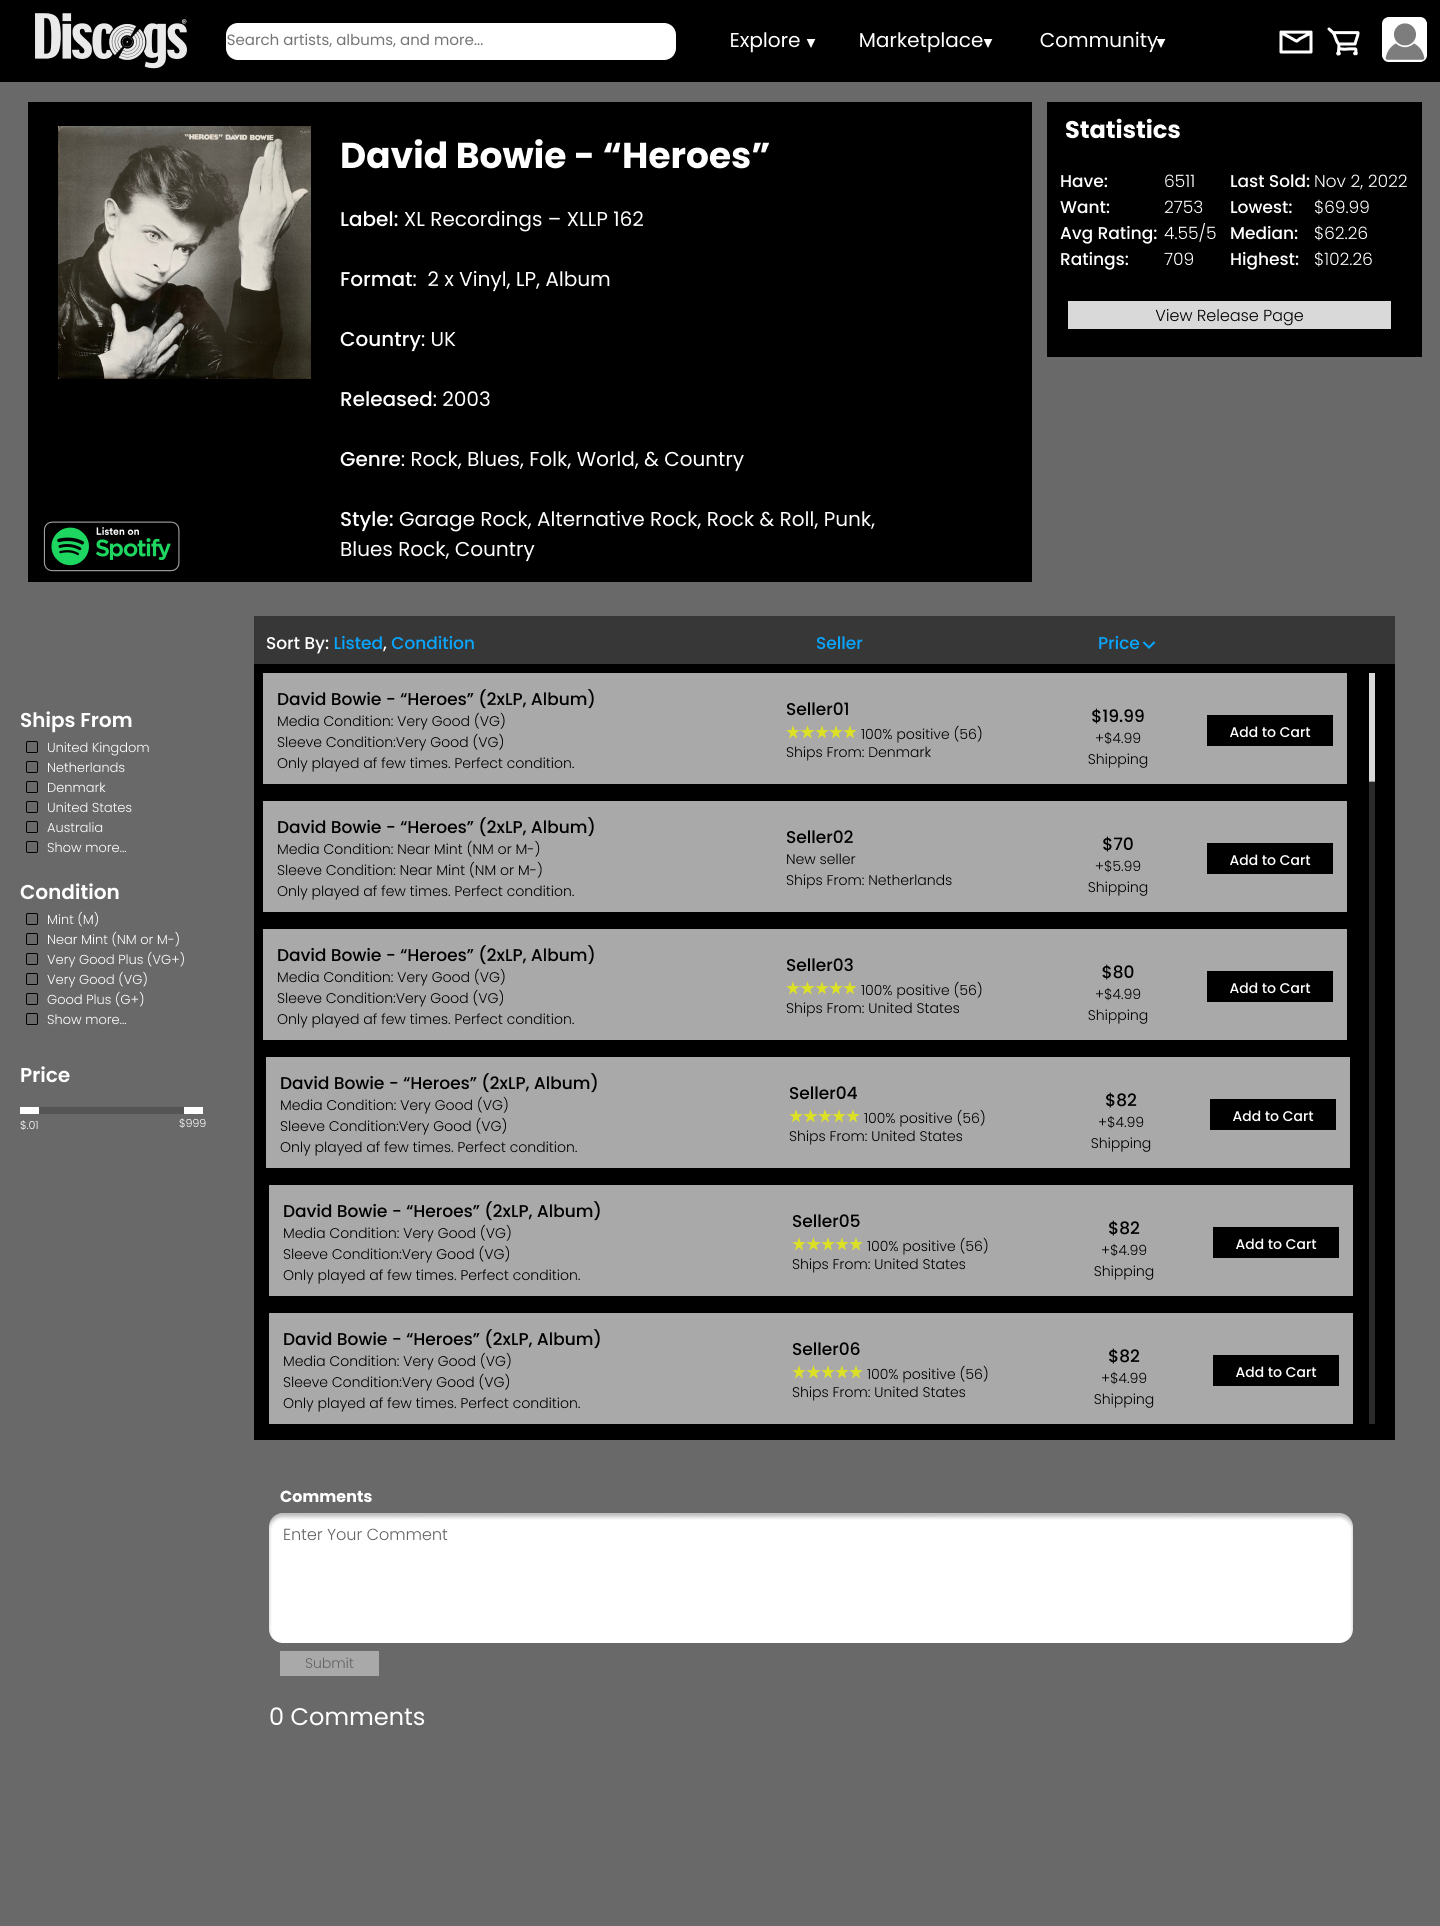 Discogs
Search artists, albums, and more...
Explore ▼
Marketplace▼
Community▼
"HEROES" DAVID BOWIE
David Bowie - “Heroes”
Label: XL Recordings – XLLP 162
Format:  2 x Vinyl, LP, Album
Country: UK
Released: 2003
Genre: Rock, Blues, Folk, World, & Country
Style: Garage Rock, Alternative Rock, Rock & Roll, Punk,
Blues Rock, Country
Listen on
Spotify
Statistics
Have: 6511 Last Sold: Nov 2, 2022
Want: 2753 Lowest: $69.99
Avg Rating: 4.55/5 Median: $62.26
Ratings: 709 Highest: $102.26
View Release Page
Ships From
United Kingdom
Netherlands
Denmark
United States
Australia
Show more...
Condition
Mint (M)
Near Mint (NM or M-)
Very Good Plus (VG+)
Very Good (VG)
Good Plus (G+)
Show more...
Price
$.01 $999
Sort By: Listed, Condition Seller Price
David Bowie - “Heroes” (2xLP, Album)
Media Condition: Very Good (VG)
Sleeve Condition:Very Good (VG)
Only played af few times. Perfect condition.
Seller01
★★★★★ 100% positive (56)
Ships From: Denmark
$19.99
+$4.99
Shipping
Add to Cart
David Bowie - “Heroes” (2xLP, Album)
Media Condition: Near Mint (NM or M-)
Sleeve Condition: Near Mint (NM or M-)
Only played af few times. Perfect condition.
Seller02
New seller
Ships From: Netherlands
$70
+$5.99
Shipping
Add to Cart
David Bowie - “Heroes” (2xLP, Album)
Media Condition: Very Good (VG)
Sleeve Condition:Very Good (VG)
Only played af few times. Perfect condition.
Seller03
★★★★★ 100% positive (56)
Ships From: United States
$80
+$4.99
Shipping
Add to Cart
David Bowie - “Heroes” (2xLP, Album)
Media Condition: Very Good (VG)
Sleeve Condition:Very Good (VG)
Only played af few times. Perfect condition.
Seller04
★★★★★ 100% positive (56)
Ships From: United States
$82
+$4.99
Shipping
Add to Cart
David Bowie - “Heroes” (2xLP, Album)
Media Condition: Very Good (VG)
Sleeve Condition:Very Good (VG)
Only played af few times. Perfect condition.
Seller05
★★★★★ 100% positive (56)
Ships From: United States
$82
+$4.99
Shipping
Add to Cart
David Bowie - “Heroes” (2xLP, Album)
Media Condition: Very Good (VG)
Sleeve Condition:Very Good (VG)
Only played af few times. Perfect condition.
Seller06
★★★★★ 100% positive (56)
Ships From: United States
$82
+$4.99
Shipping
Add to Cart
Comments
Enter Your Comment
Submit
0 Comments